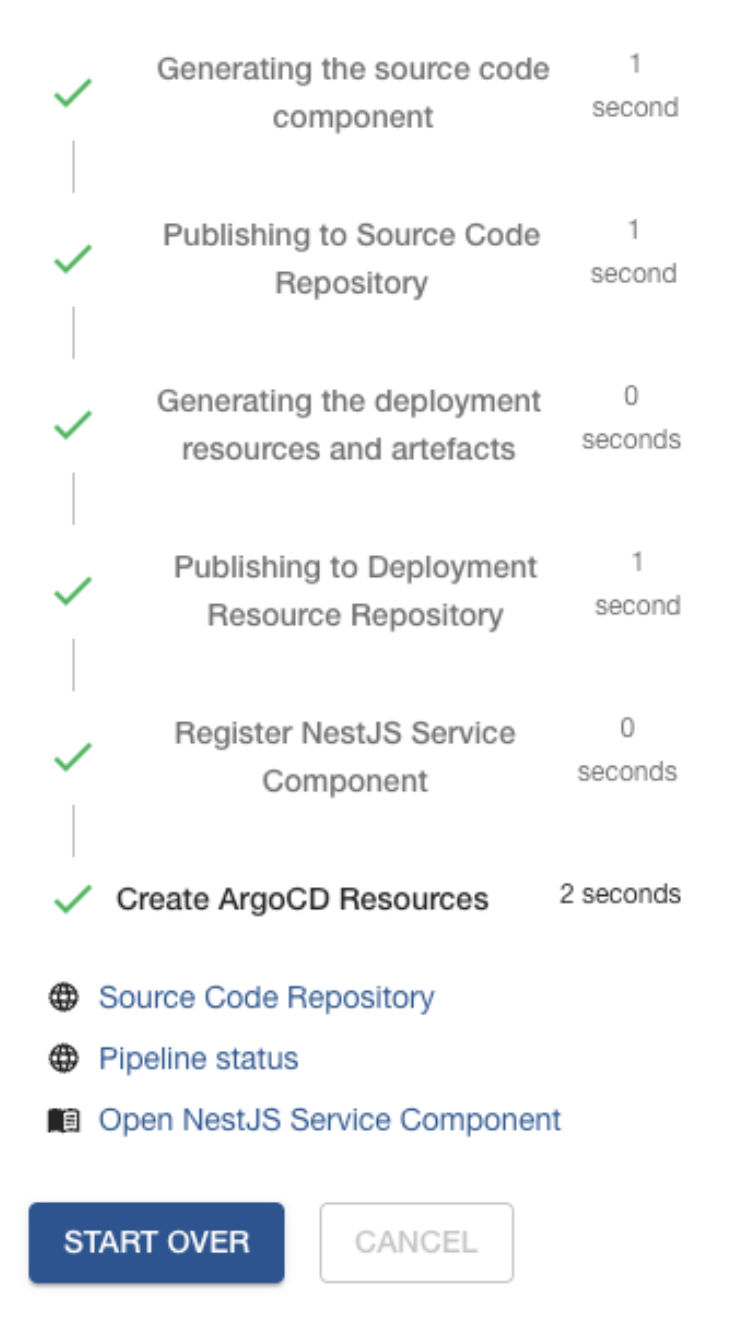 Generating the source code
component
1
second
Publishing to Source Code
Repository
1
second
Generating the deployment
resources and artefacts
0
seconds
Publishing to Deployment
Resource Repository
1
second
Register NestJS Service
Component
0
seconds
Create ArgoCD Resources
2 seconds
Source Code Repository
Pipeline status
Open NestJS Service Component
START OVER
CANCEL